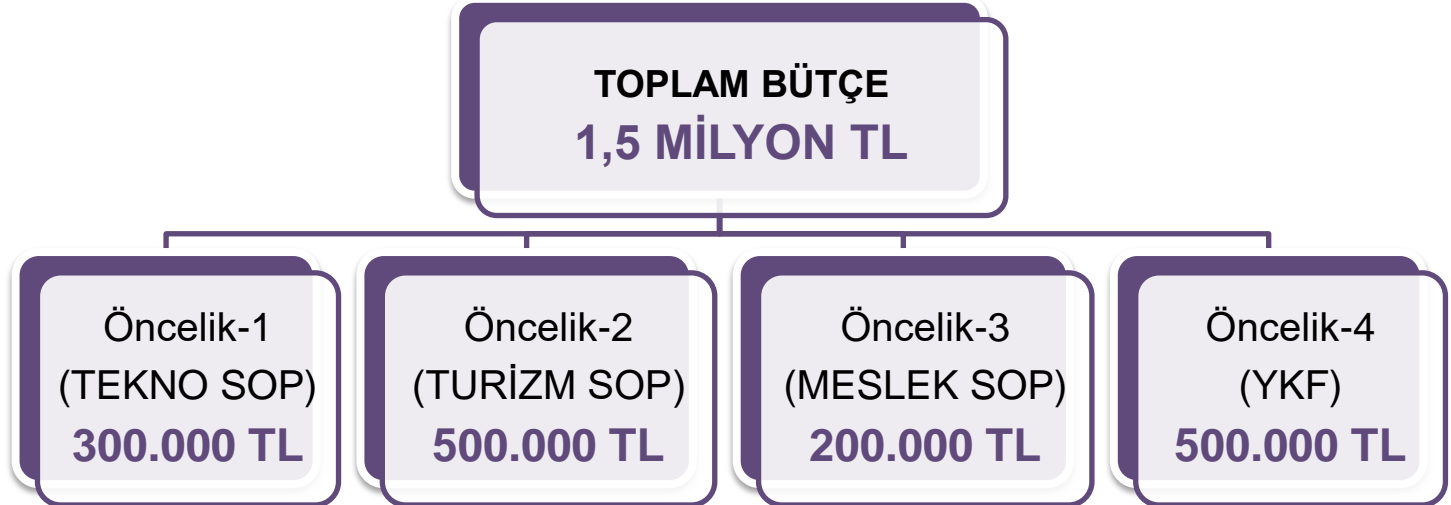 TOPLAM BÜTÇE
1,5 MİLYON TL
Öncelik-1
(TEKNO SOP)
300.000 TL
Öncelik-2
(TURİZM SOP)
500.000 TL
Öncelik-3
(MESLEK SOP)
200.000 TL
Öncelik-4
(YKF)
500.000 TL